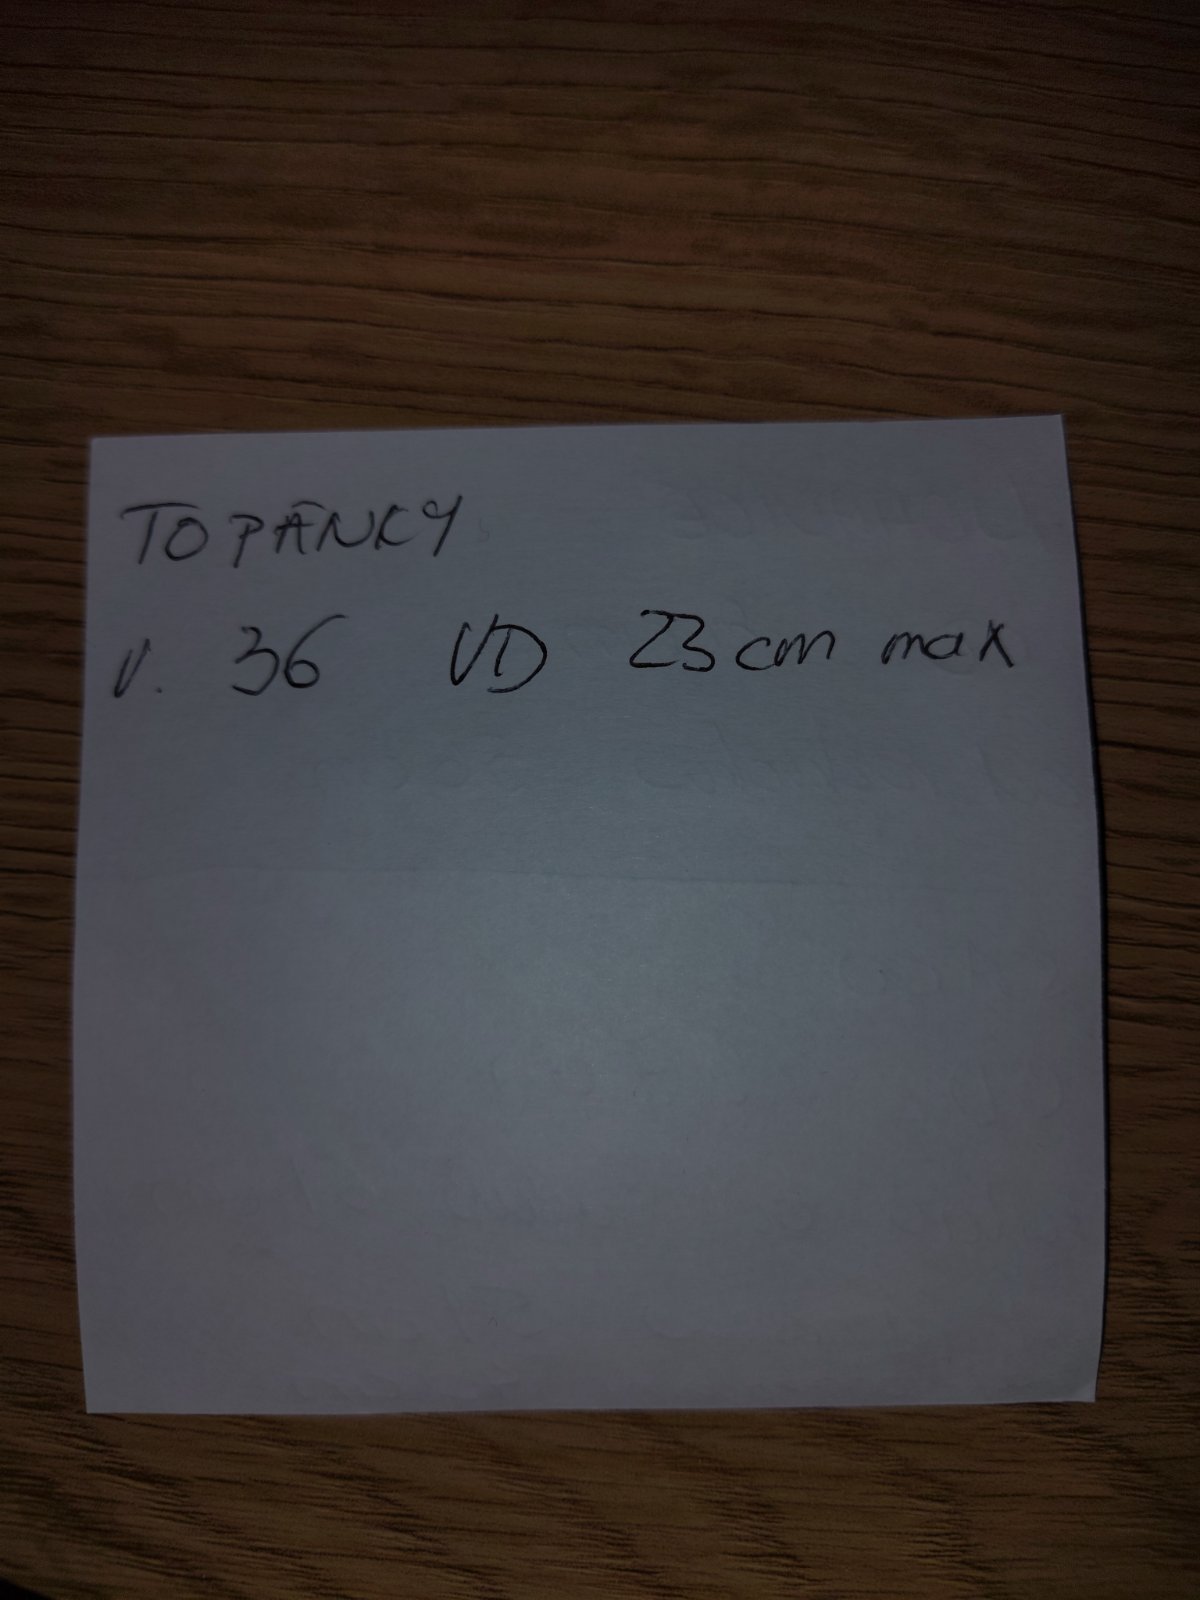 TOPÁNKY
V. 36 VD 23 cm max